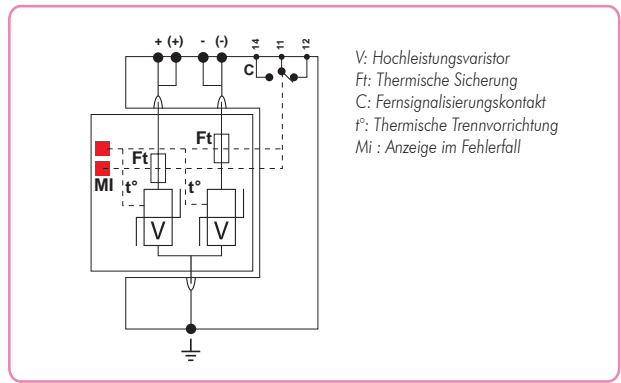 + (+) - (-) 14 11 12
C
Ft
Ft
MI
t°
t°
V
V
V: Hochleistungsvaristor
Ft: Thermische Sicherung
C: Fernsignalisierungskontakt
t°: Thermische Trennvorrichtung
Mi : Anzeige im Fehlerfall